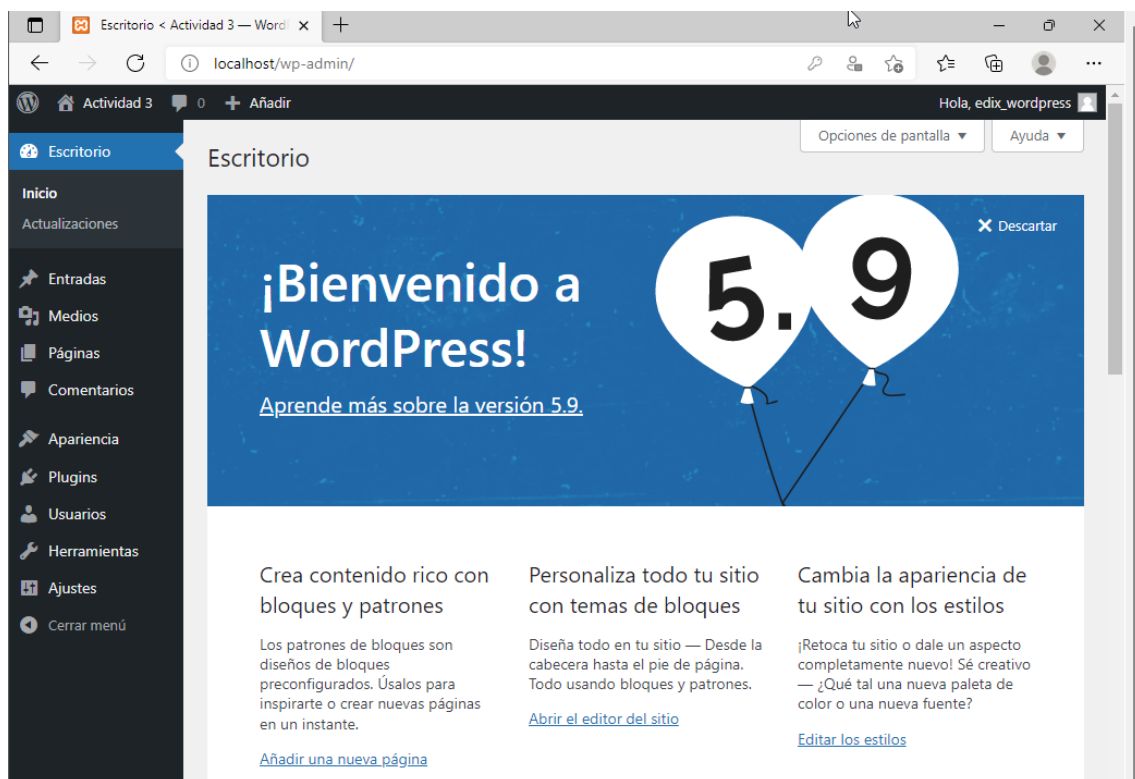 Escritorio < Actividad 3 — Word
localhost/wp-admin/
Actividad 3
0
Añadir
Hola, edix_wordpress
Escritorio
Opciones de pantalla
Ayuda
Escritorio
Inicio
Actualizaciones
Entradas
Medios
Páginas
Comentarios
Apariencia
Plugins
Usuarios
Herramientas
Ajustes
Cerrar menú
Descartar
¡Bienvenido a
WordPress!
Aprende más sobre la versión 5.9.
5.9
Crea contenido rico con
bloques y patrones
Los patrones de bloques son
diseños de bloques
preconfigurados. Úsalos para
inspirarte o crear nuevas páginas
en un instante.
Añadir una nueva página
Personaliza todo tu sitio
con temas de bloques
Diseña todo en tu sitio — Desde la
cabecera hasta el pie de página.
Todo usando bloques y patrones.
Abrir el editor del sitio
Cambia la apariencia de
tu sitio con los estilos
¡Retoca tu sitio o dale un aspecto
completamente nuevo! Sé creativo
— ¿Qué tal una nueva paleta de
color o una nueva fuente?
Editar los estilos